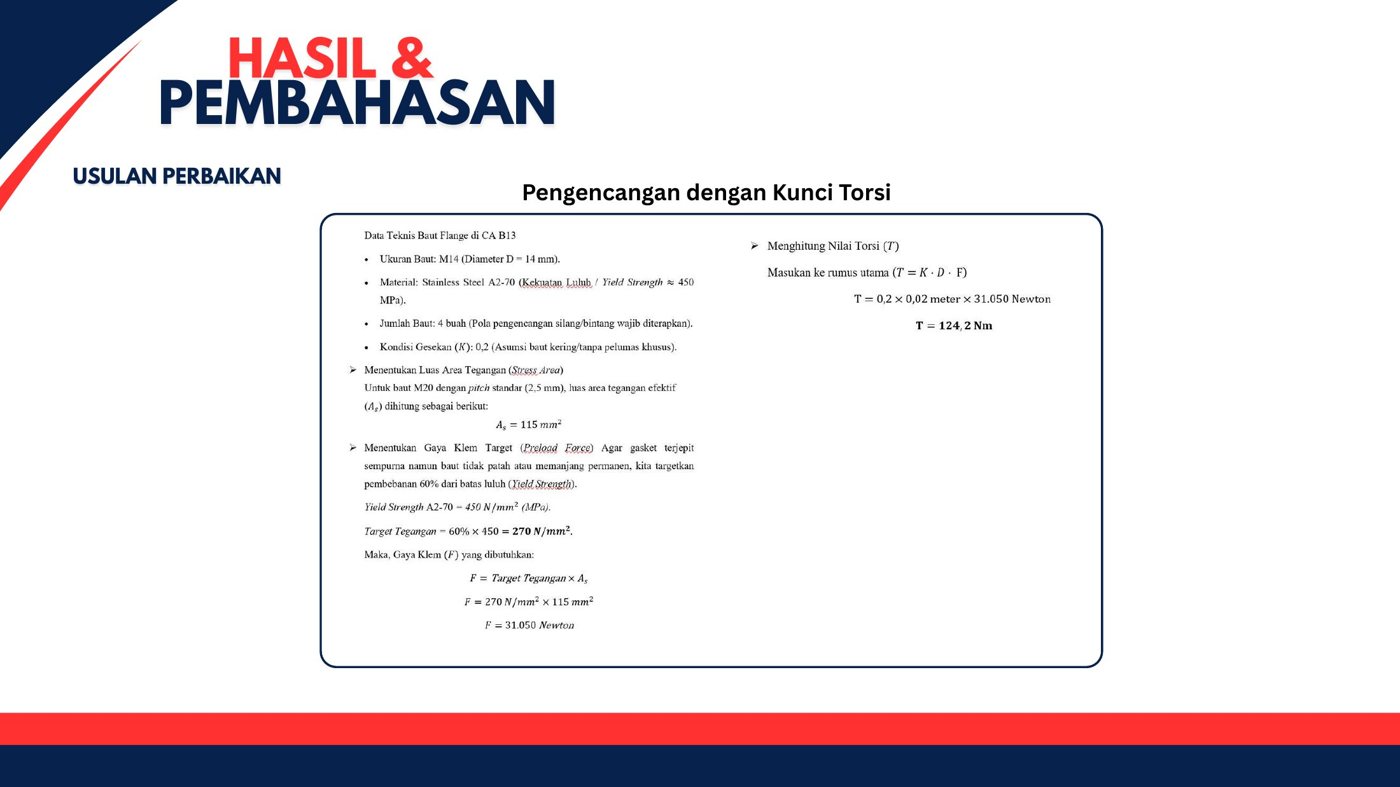 HASIL &
PEMBAHASAN
USULAN PERBAIKAN
Pengencangan dengan Kunci Torsi
Data Teknis Baut Flange di CA B13
• Ukuran Baut: M14 (Diameter D = 14 mm).
• Material: Stainless Steel A2-70 (Kekuatan Luluh / Yield Strength ≈ 450
MPa).
• Jumlah Baut: 4 buah (Pola pengencangan silang/bintang wajib diterapkan).
• Kondisi Gesekan (K): 0,2 (Asumsi baut kering/tanpa pelumas khusus).
➢ Menentukan Luas Area Tegangan (Stress Area)
Untuk baut M20 dengan pitch standar (2,5 mm), luas area tegangan efektif
(Aₛ) dihitung sebagai berikut:
Aₛ = 115 mm²
➢ Menentukan Gaya Klem Target (Preload Force) Agar gasket terjepit
sempurna namun baut tidak patah atau memanjang permanen, kita targetkan
pembebanan 60% dari batas luluh (Yield Strength).
Yield Strength A2-70 = 450 N/mm² (MPa).
Target Tegangan = 60% × 450 = 270 N/mm².
Maka, Gaya Klem (F) yang dibutuhkan:
F = Target Tegangan × Aₛ
F = 270 N/mm² × 115 mm²
F = 31.050 Newton
➢ Menghitung Nilai Torsi (T)
Masukan ke rumus utama (T = K · D · F)
T = 0,2 × 0,02 meter × 31.050 Newton
T = 124,2 Nm